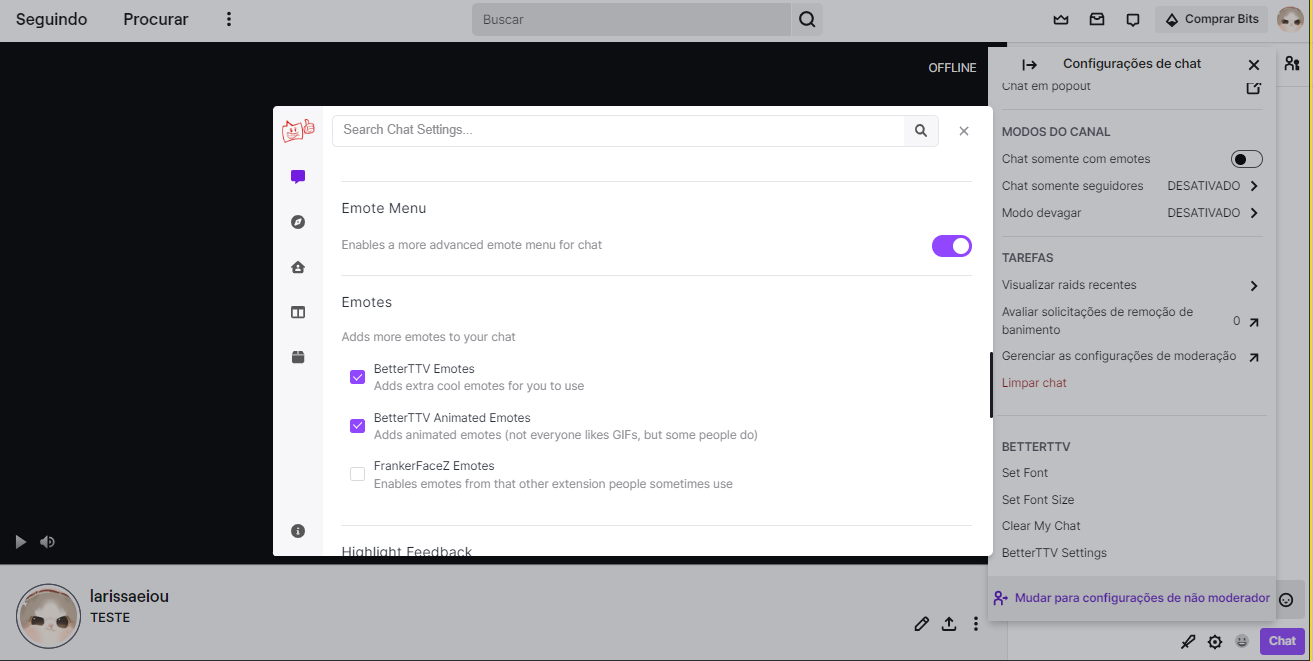 Seguindo
Procurar
Buscar
Comprar Bits
OFFLINE
Configurações de chat
Chat em popout
MODOS DO CANAL
Chat somente com emotes
Chat somente seguidores DESATIVADO
Modo devagar DESATIVADO
TAREFAS
Visualizar raids recentes
Avaliar solicitações de remoção de
banimento 0
Gerenciar as configurações de moderação
Limpar chat
BETTERTTV
Set Font
Set Font Size
Clear My Chat
BetterTTV Settings
Mudar para configurações de não moderador
Chat
Search Chat Settings...
Emote Menu
Enables a more advanced emote menu for chat
Emotes
Adds more emotes to your chat
BetterTTV Emotes
Adds extra cool emotes for you to use
BetterTTV Animated Emotes
Adds animated emotes (not everyone likes GIFs, but some people do)
FrankerFaceZ Emotes
Enables emotes from that other extension people sometimes use
Highlight Feedback
larissaeiou
TESTE